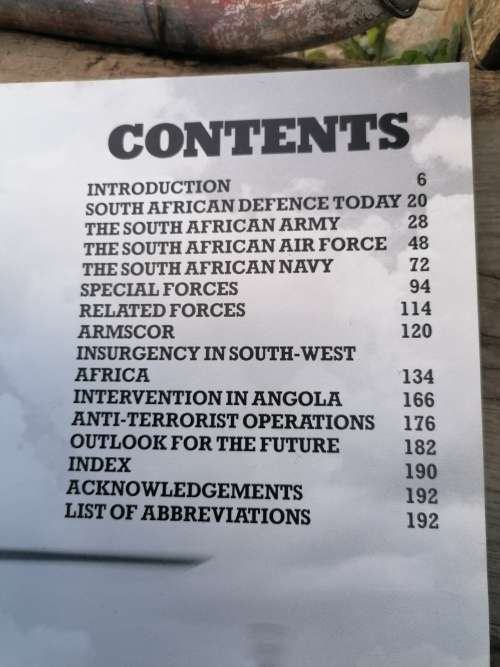 CONTENTS
INTRODUCTION 6
SOUTH AFRICAN DEFENCE TODAY 20
THE SOUTH AFRICAN ARMY 28
THE SOUTH AFRICAN AIR FORCE 48
THE SOUTH AFRICAN NAVY 72
SPECIAL FORCES 94
RELATED FORCES 114
ARMSCOR 120
INSURGENCY IN SOUTH-WEST
AFRICA 134
INTERVENTION IN ANGOLA 166
ANTI-TERRORIST OPERATIONS 176
OUTLOOK FOR THE FUTURE 182
INDEX 190
ACKNOWLEDGEMENTS 192
LIST OF ABBREVIATIONS 192